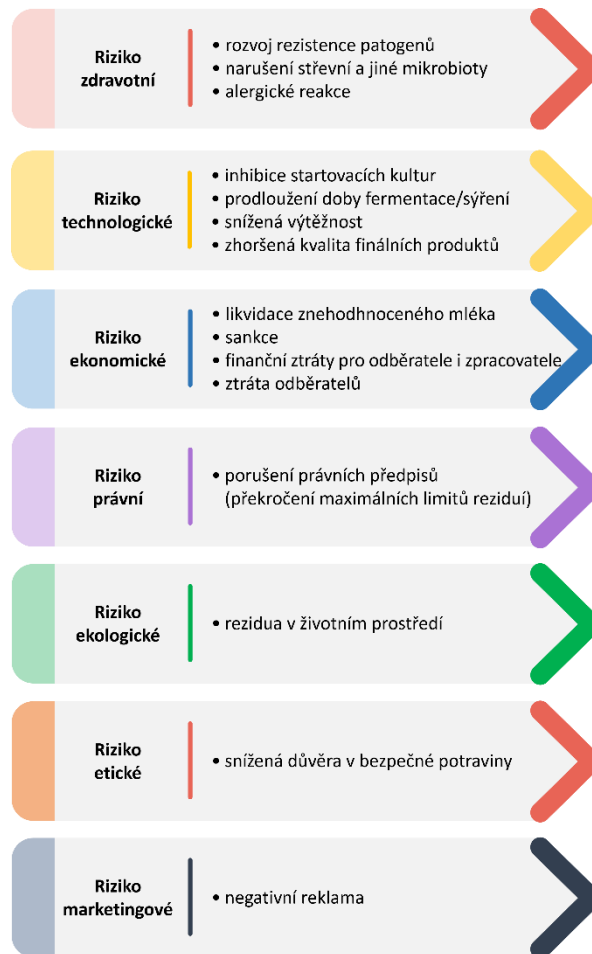 Riziko
zdravotní
• rozvoj rezistence patogenů
• narušení střevní a jiné mikrobioty
• alergické reakce
Riziko
technologické
• inhibice startovacích kultur
• prodloužení doby fermentace/sýření
• snížená výtěžnost
• zhoršená kvalita finálních produktů
Riziko
ekonomické
• likvidace znehodhnoceného mléka
• sankce
• finanční ztráty pro odběratele i zpracovatele
• ztráta odběratelů
Riziko
právní
• porušení právních předpisů
(překročení maximálních limitů reziduí)
Riziko
ekologické
• rezidua v životním prostředí
Riziko
etické
• snížená důvěra v bezpečné potraviny
Riziko
marketingové
• negativní reklama